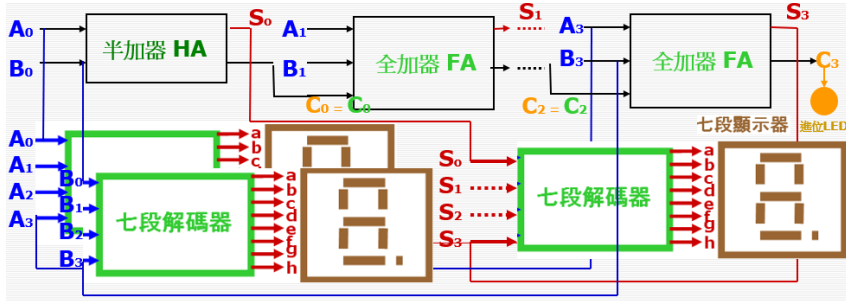 A₀
B₀
半加器 HA
S₀
A₁
B₁
C₀ = C₀
全加器 FA
S₁
A₃
B₃
C₂ = C₂
全加器 FA
S₃
C₃
進位LED
七段顯示器
A₀
A₁
A₂
A₃
a
b
c
B₀
B₁
B₂
B₃
七段解碼器
a
b
c
d
e
f
g
h
S₀
S₁
S₂
S₃
七段解碼器
a
b
c
d
e
f
g
h